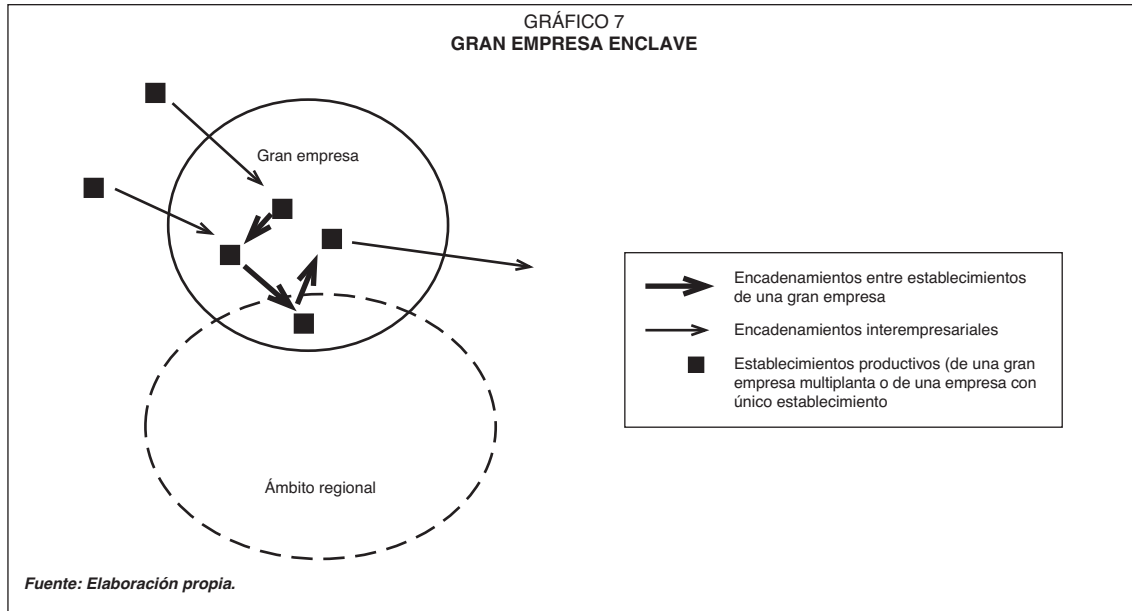 GRÁFICO 7
GRAN EMPRESA ENCLAVE
Gran empresa
Ámbito regional
Encadenamientos entre establecimientos
de una gran empresa
Encadenamientos interempresariales
Establecimientos productivos (de una gran
empresa multiplanta o de una empresa con
único establecimiento
Fuente: Elaboración propia.